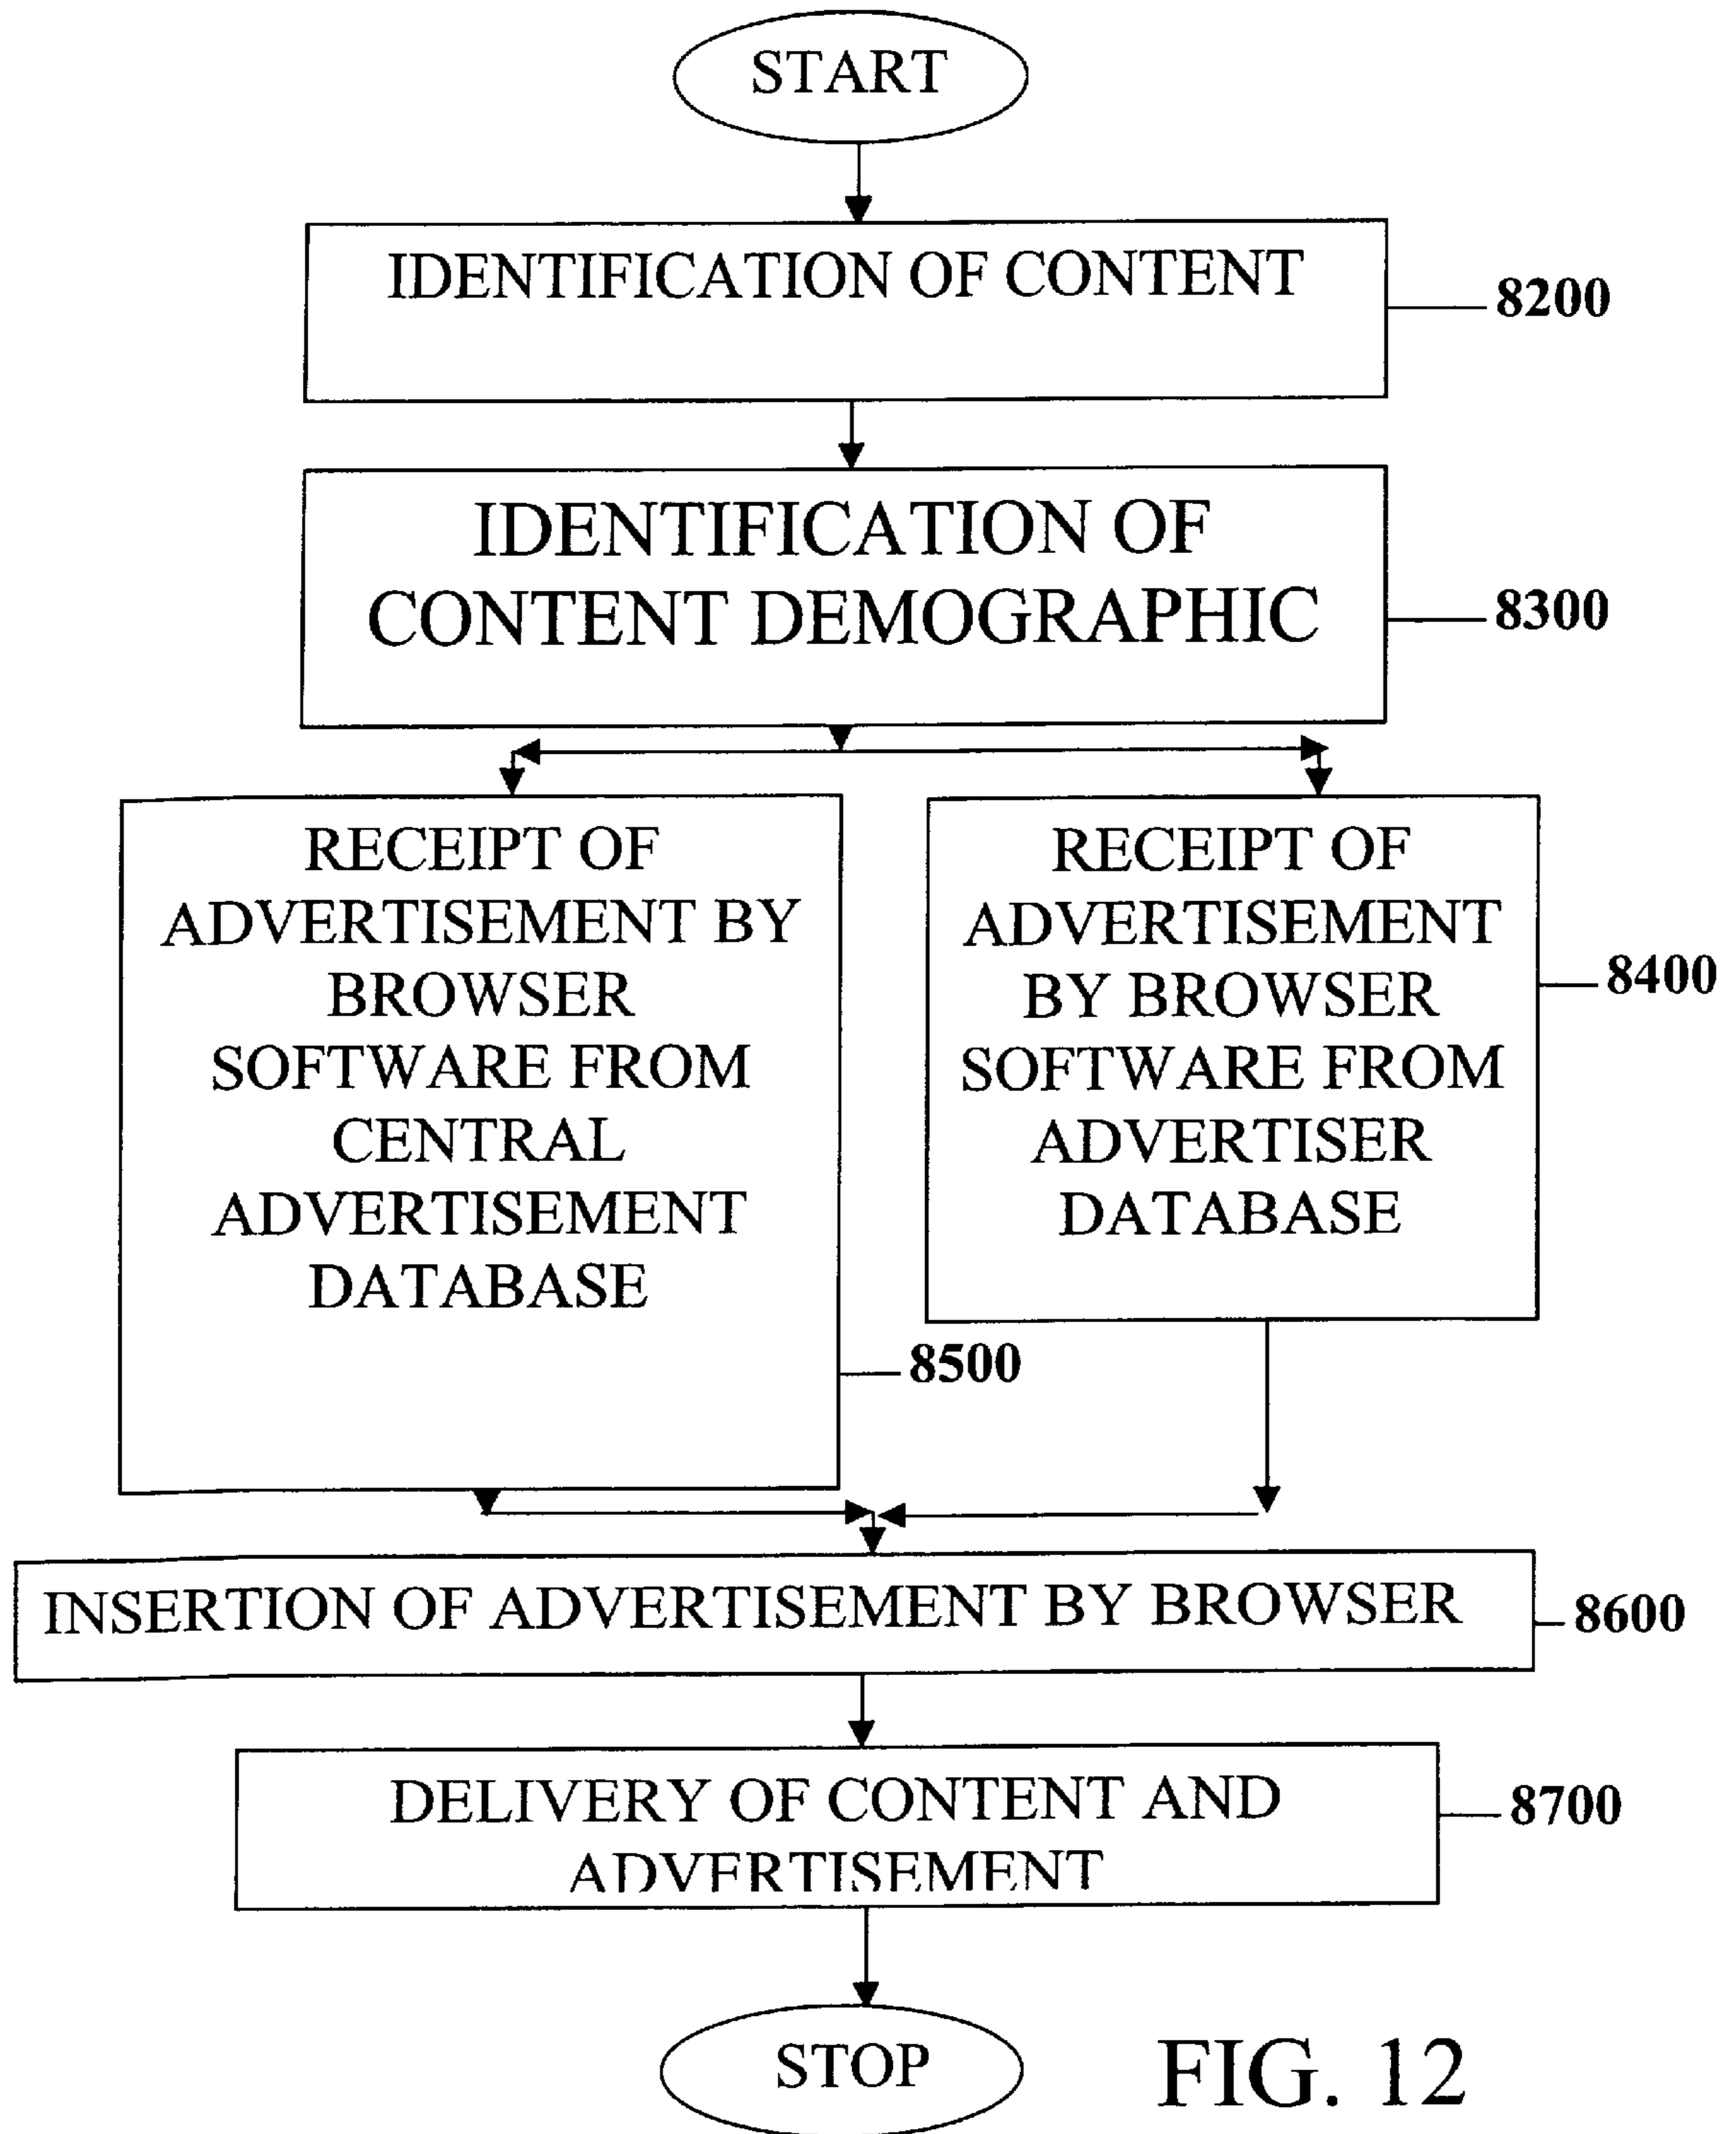 START
IDENTIFICATION OF CONTENT
8200
IDENTIFICATION OF
CONTENT DEMOGRAPHIC
8300
RECEIPT OF
ADVERTISEMENT BY
BROWSER
SOFTWARE FROM
CENTRAL
ADVERTISEMENT
DATABASE
8500
RECEIPT OF
ADVERTISEMENT
BY BROWSER
SOFTWARE FROM
ADVERTISER
DATABASE
8400
INSERTION OF ADVERTISEMENT BY BROWSER
8600
DELIVERY OF CONTENT AND
ADVERTISEMENT
8700
STOP
FIG. 12